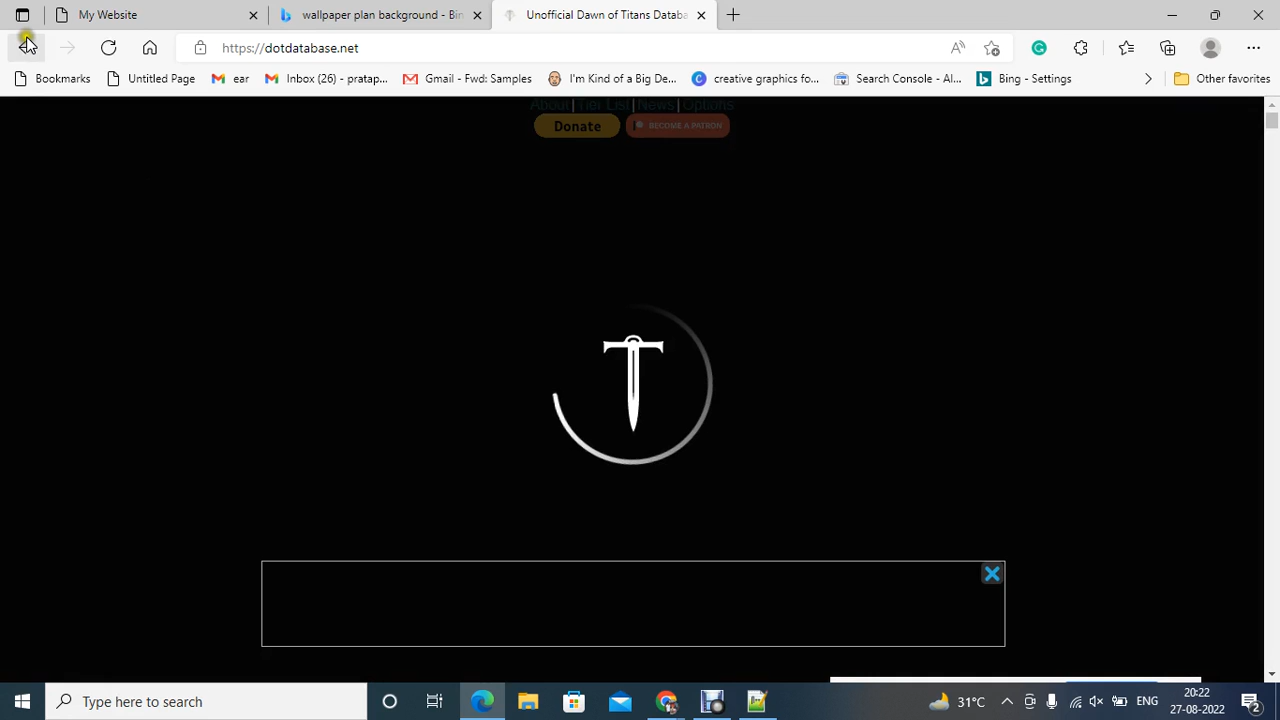 My Website
wallpaper plan background - Bin
Unofficial Dawn of Titans Databa
https://dotdatabase.net
Bookmarks
Untitled Page
ear
Inbox (26) - pratap...
Gmail - Fwd: Samples
I'm Kind of a Big De...
creative graphics fo...
Search Console - Al...
Bing - Settings
Other favorites
About|Tier List|News|Options
Donate
BECOME A PATRON
Type here to search
31°C
ENG
20:22
27-08-2022
2